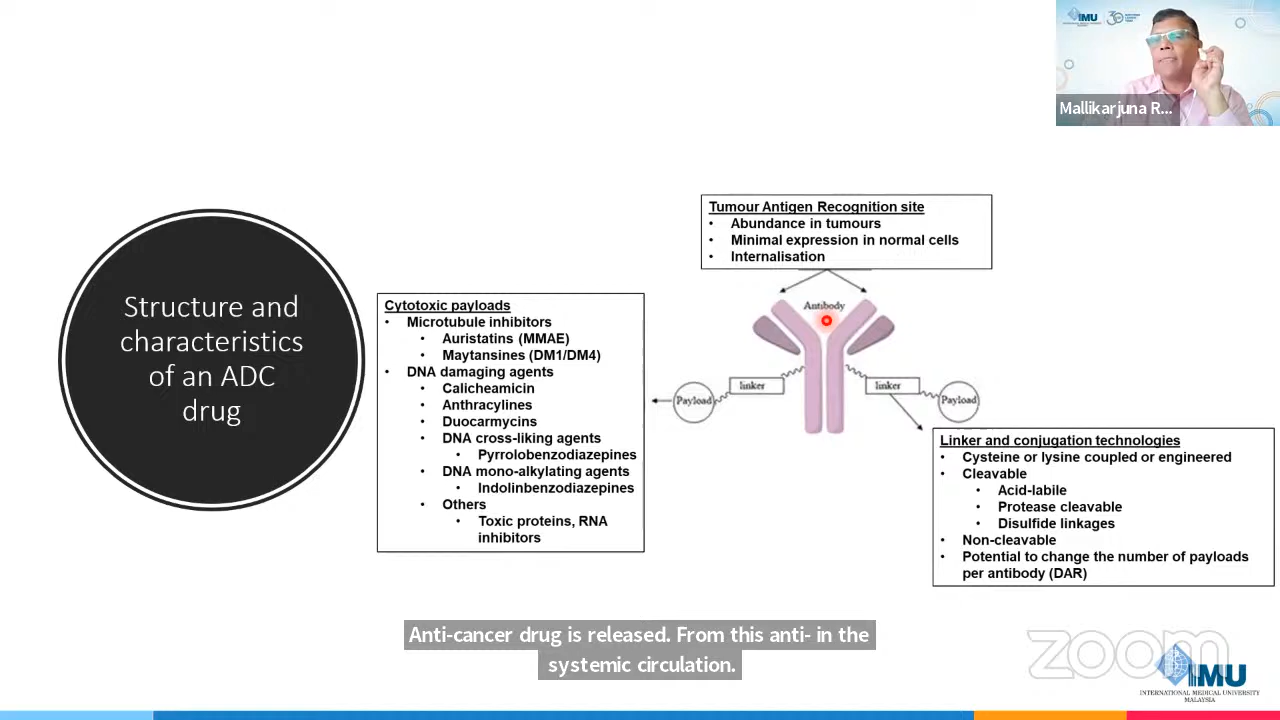 IMU
Mallikarjuna R...
Structure and
characteristics
of an ADC
drug
Tumour Antigen Recognition site
• Abundance in tumours
• Minimal expression in normal cells
• Internalisation
Cytotoxic payloads
• Microtubule inhibitors
• Auristatins (MMAE)
• Maytansines (DM1/DM4)
• DNA damaging agents
• Calicheamicin
• Anthracylines
• Duocarmycins
• DNA cross-liking agents
• Pyrrolobenzodiazepines
• DNA mono-alkylating agents
• Indolinbenzodiazepines
• Others
• Toxic proteins, RNA
inhibitors
Antibody
linker
linker
Payload
Payload
Linker and conjugation technologies
• Cysteine or lysine coupled or engineered
• Cleavable
• Acid-labile
• Protease cleavable
• Disulfide linkages
• Non-cleavable
• Potential to change the number of payloads
per antibody (DAR)
Anti-cancer drug is released. From this anti- in the
systemic circulation.
zoom
IMU
INTERNATIONAL MEDICAL UNIVERSITY
MALAYSIA